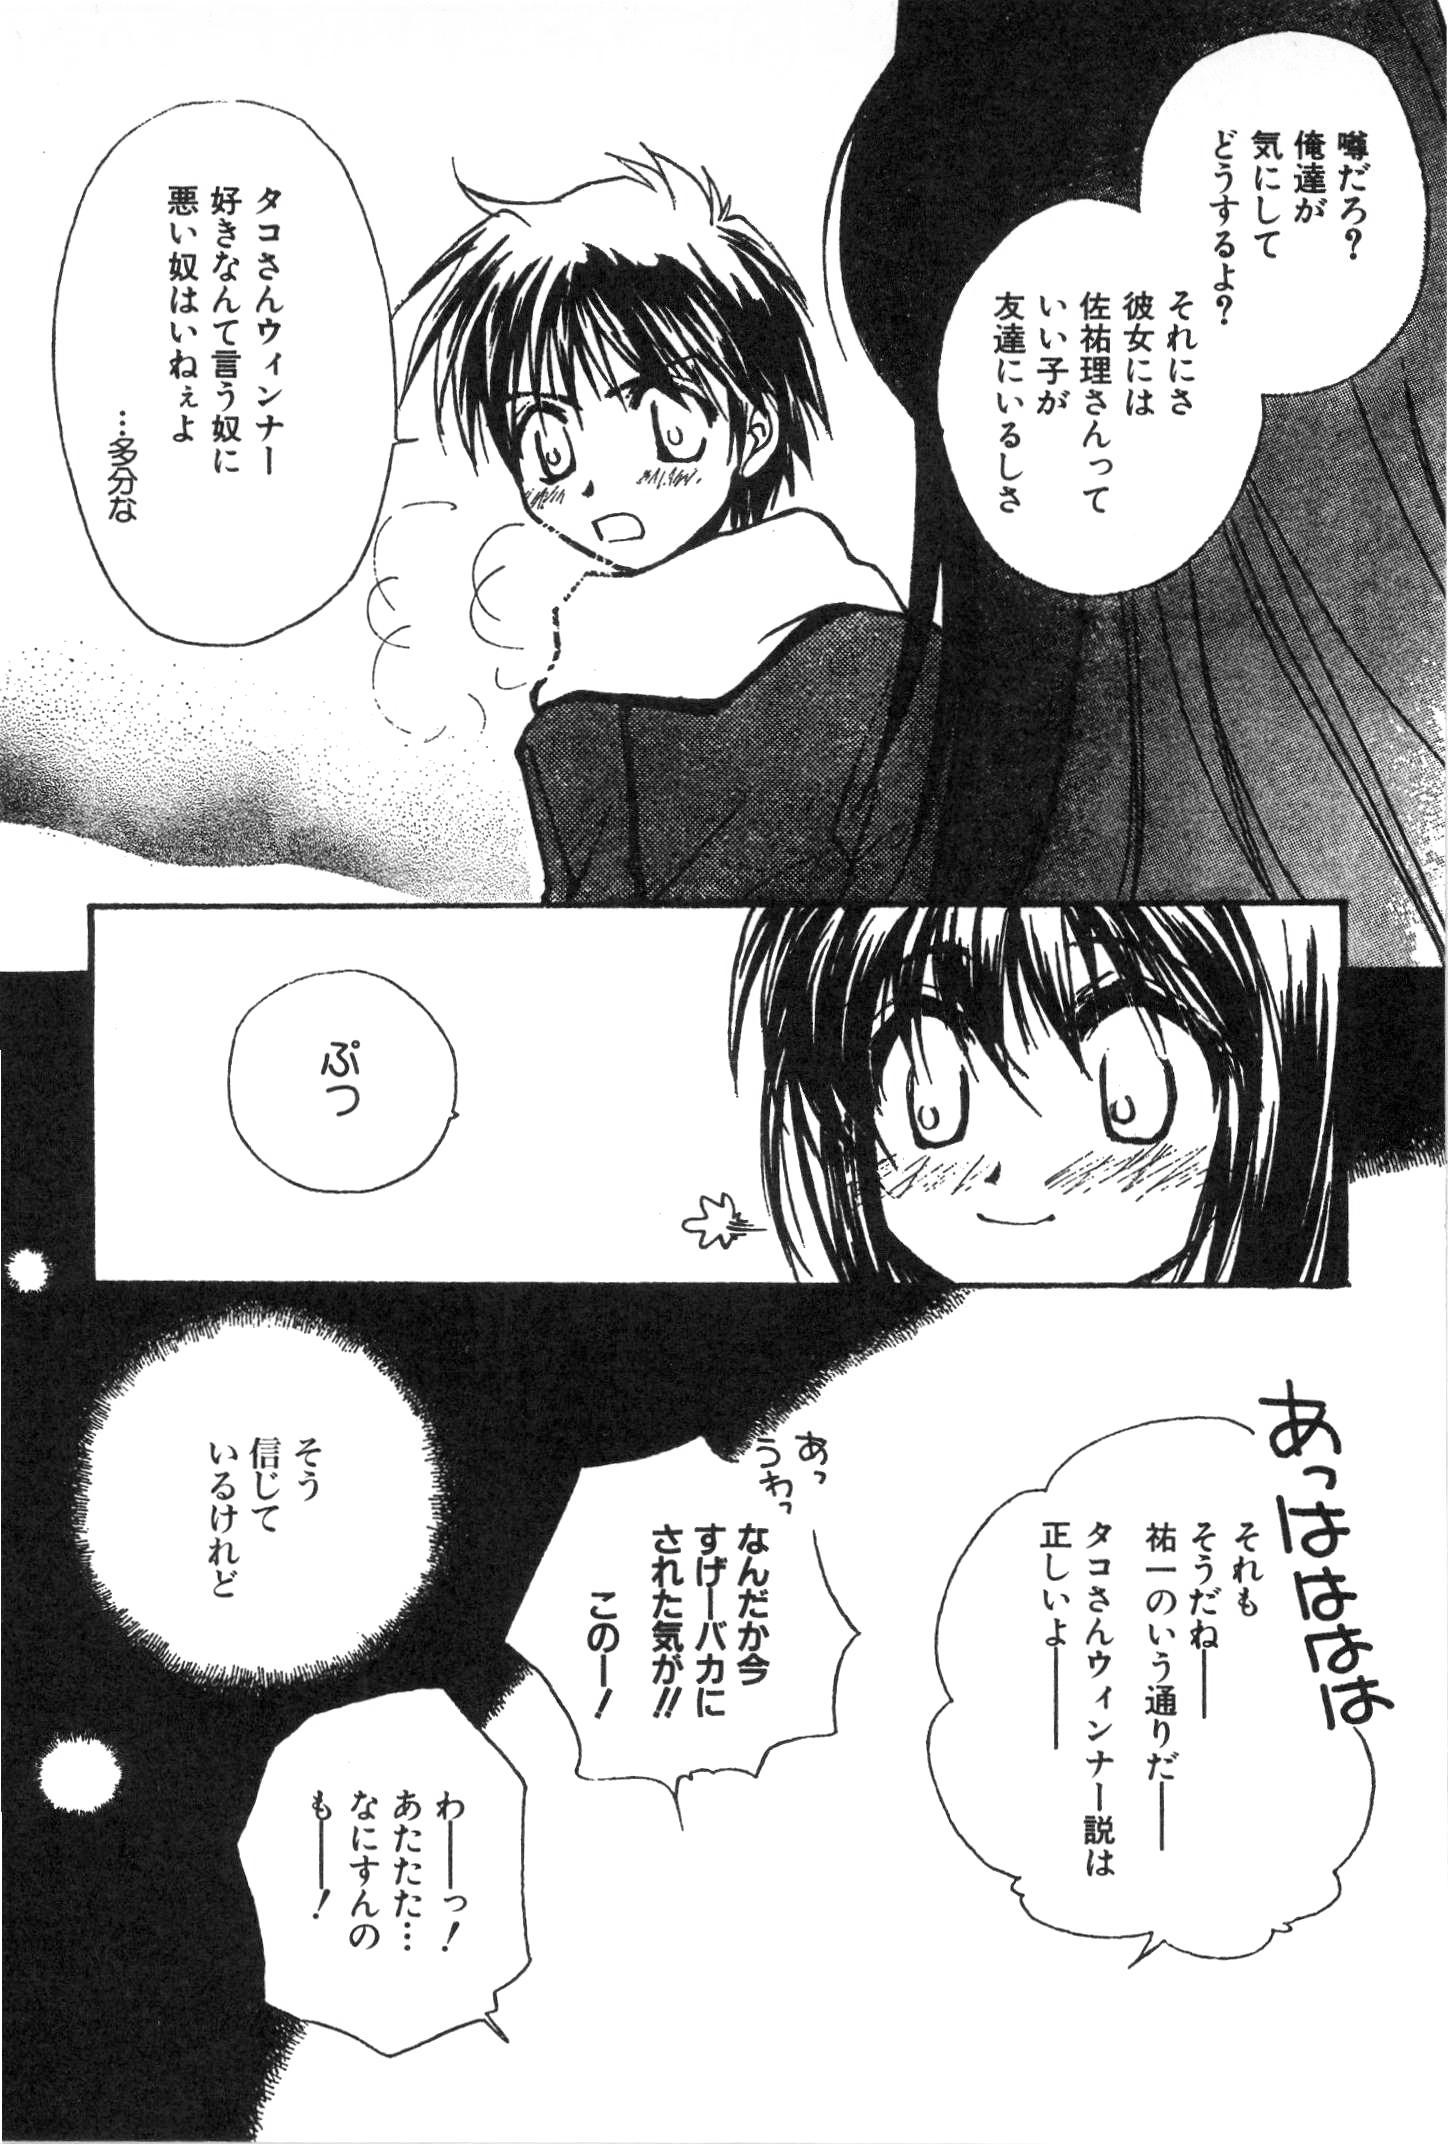 噂だろ？
俺達が
気にして
どうするよ？
それにさ
彼女には
佐祐理さんって
いい子が
友達にいるしさ
タコさんウィンナー
好きなんて言う奴に
悪い奴はいねぇよ
…多分な
ぷっ
あっはははは
それも
そうだね――
祐一のいう通りだ――
タコさんウィンナー説は
正しいよ――
あっ
うわっ
なんだか今
すげーバカに
された気が!!
このー！
そう
信じて
いるけれど
わ――っ！
あたたた…
なにすんの
も――！